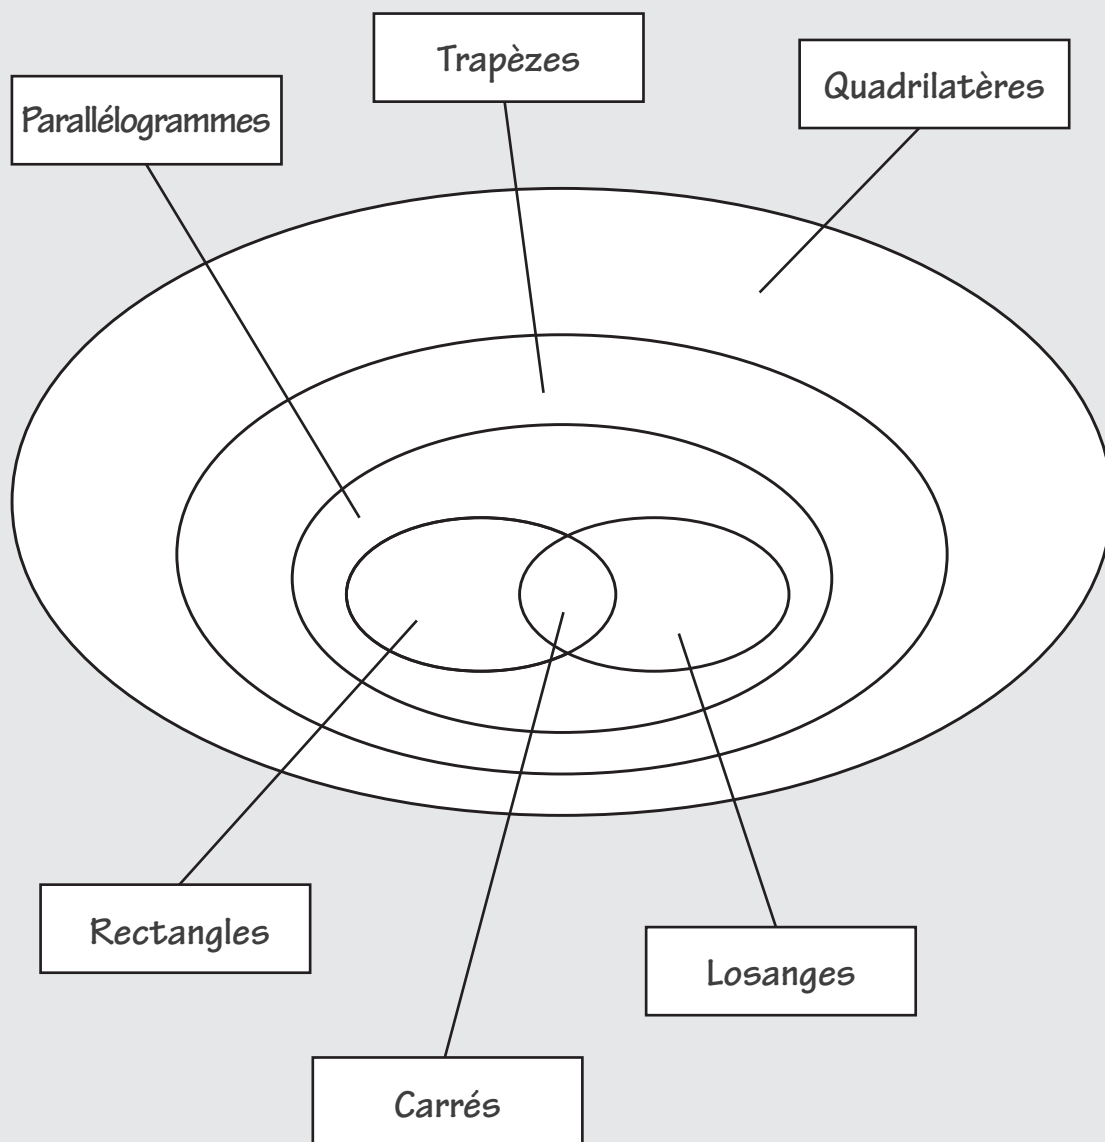 Trapèzes
Quadrilatères
Parallélogrammes
Rectangles
Losanges
Carrés